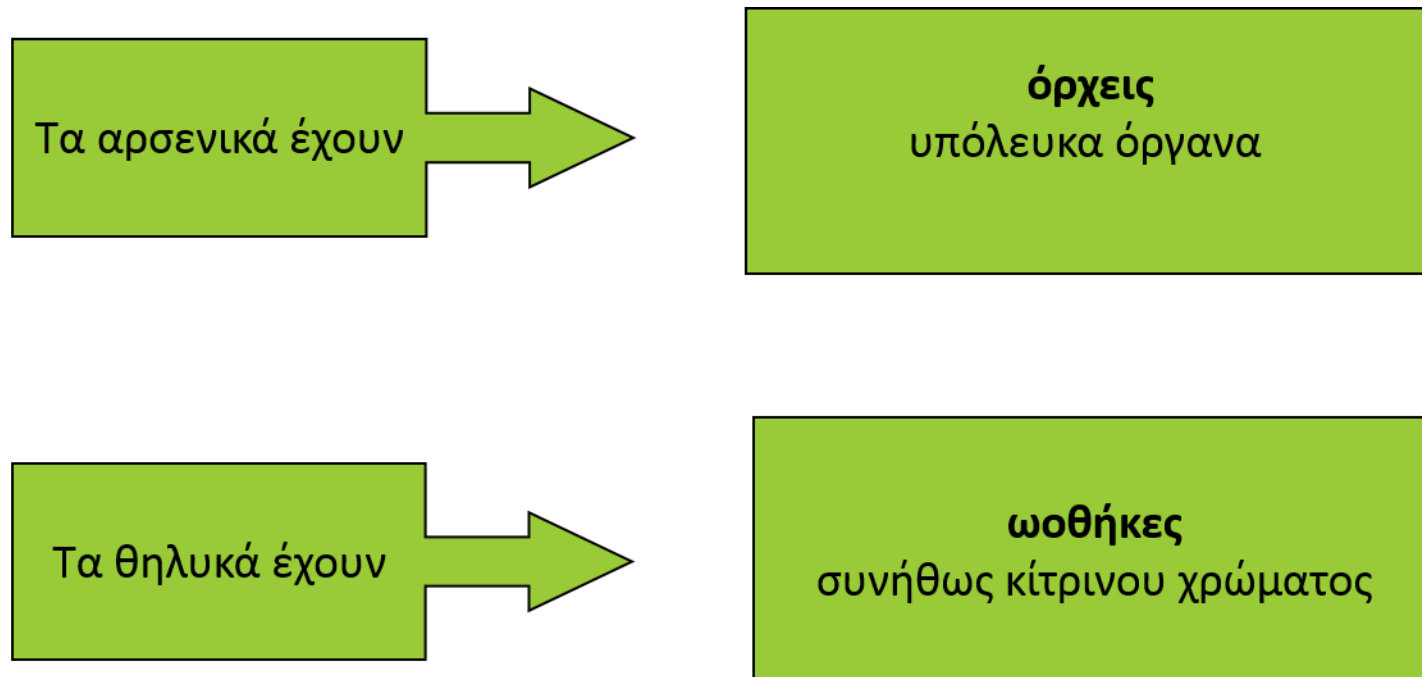 Τα αρσενικά έχουν
όρχεις
υπόλευκα όργανα
Τα θηλυκά έχουν
ωοθήκες
συνήθως κίτρινου χρώματος